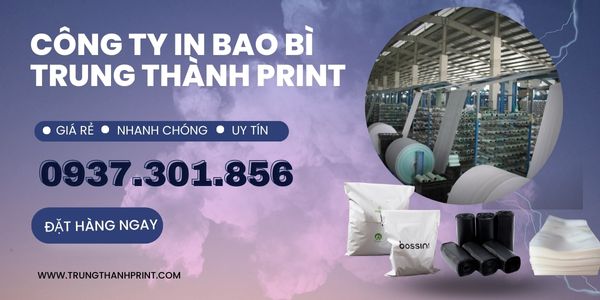 CÔNG TY IN BAO BÌ
TRUNG THÀNH PRINT
GIÁ RẺ NHANH CHÓNG UY TÍN
0937.301.856
ĐẶT HÀNG NGAY
WWW.TRUNGTHANHPRINT.COM
bossini